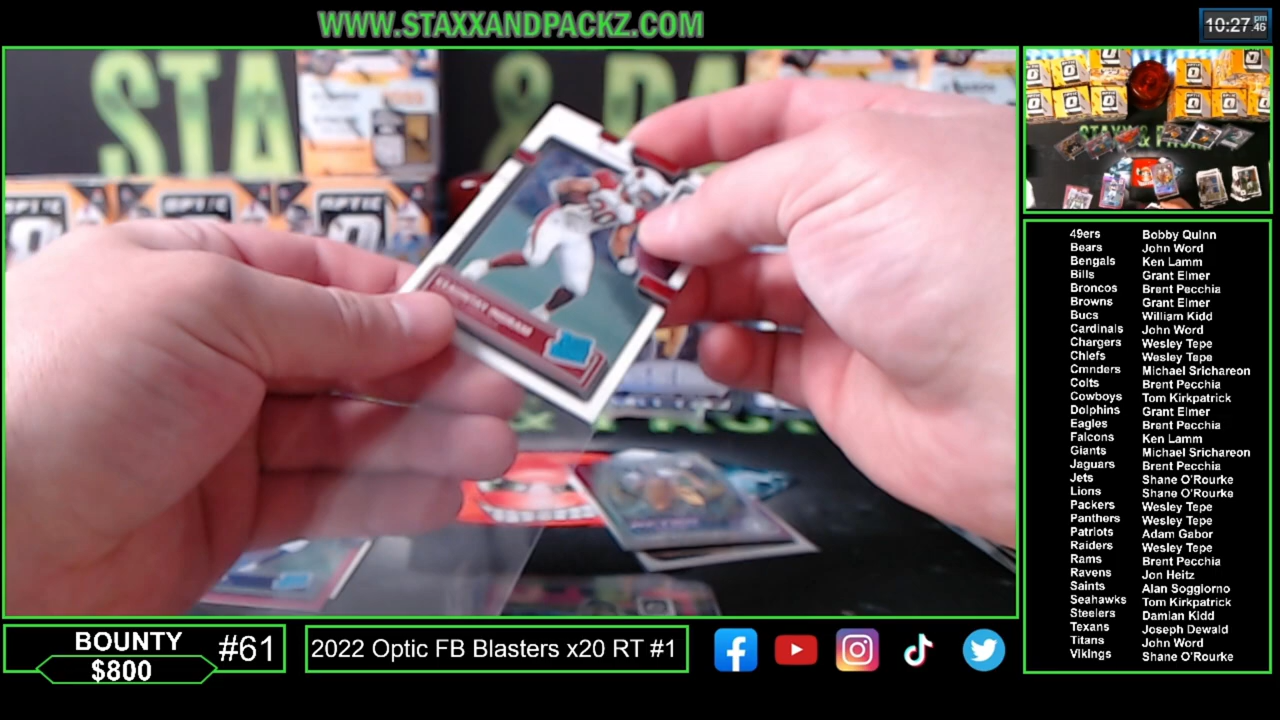 WWW.STAXXANDPACKZ.COM
10:27 pm .46
STA & PA
49ers Bobby Quinn
Bears John Word
Bengals Ken Lamm
Bills Grant Elmer
Broncos Brent Pecchia
Browns Grant Elmer
Bucs William Kidd
Cardinals John Word
Chargers Wesley Tepe
Chiefs Wesley Tepe
Cmnders Michael Srichareon
Colts Brent Pecchia
Cowboys Tom Kirkpatrick
Dolphins Grant Elmer
Eagles Brent Pecchia
Falcons Ken Lamm
Giants Michael Srichareon
Jaguars Brent Pecchia
Jets Shane O'Rourke
Lions Shane O'Rourke
Packers Wesley Tepe
Panthers Wesley Tepe
Patriots Adam Gabor
Raiders Wesley Tepe
Rams Brent Pecchia
Ravens Jon Heitz
Saints Alan Soggiorno
Seahawks Tom Kirkpatrick
Steelers Damian Kidd
Texans Joseph Dewald
Titans John Word
Vikings Shane O'Rourke
BOUNTY #61
$800
2022 Optic FB Blasters x20 RT #1